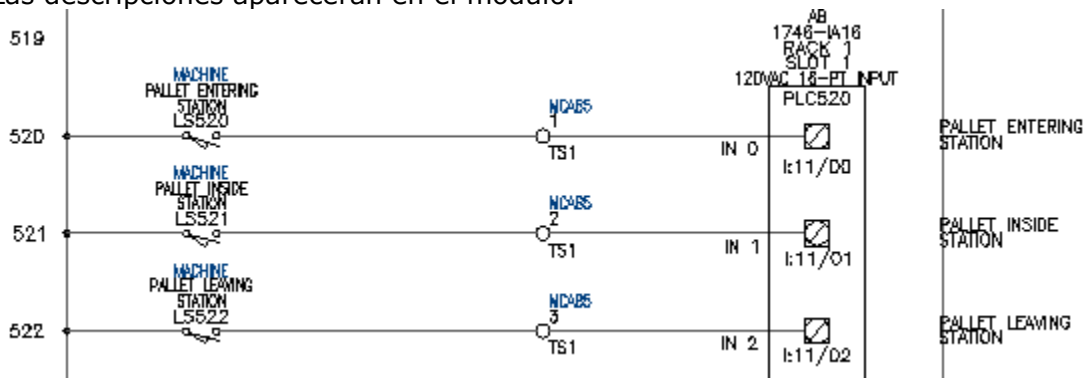 Las descripciones aparecerán en el módulo.
519
AB
1746-IA16
RACK 1
SLOT 1
120VAC 16-PT INPUT
PLC520
MACHINE
PALLET ENTERING
STATION
LS520
520
NCAB5
1
TS1
IN 0
I:11/00
PALLET ENTERING
STATION
MACHINE
PALLET INSIDE
STATION
LS521
521
NCAB5
2
TS1
IN 1
I:11/01
PALLET INSIDE
STATION
MACHINE
PALLET LEAVING
STATION
LS522
522
NCAB5
3
TS1
IN 2
I:11/02
PALLET LEAVING
STATION